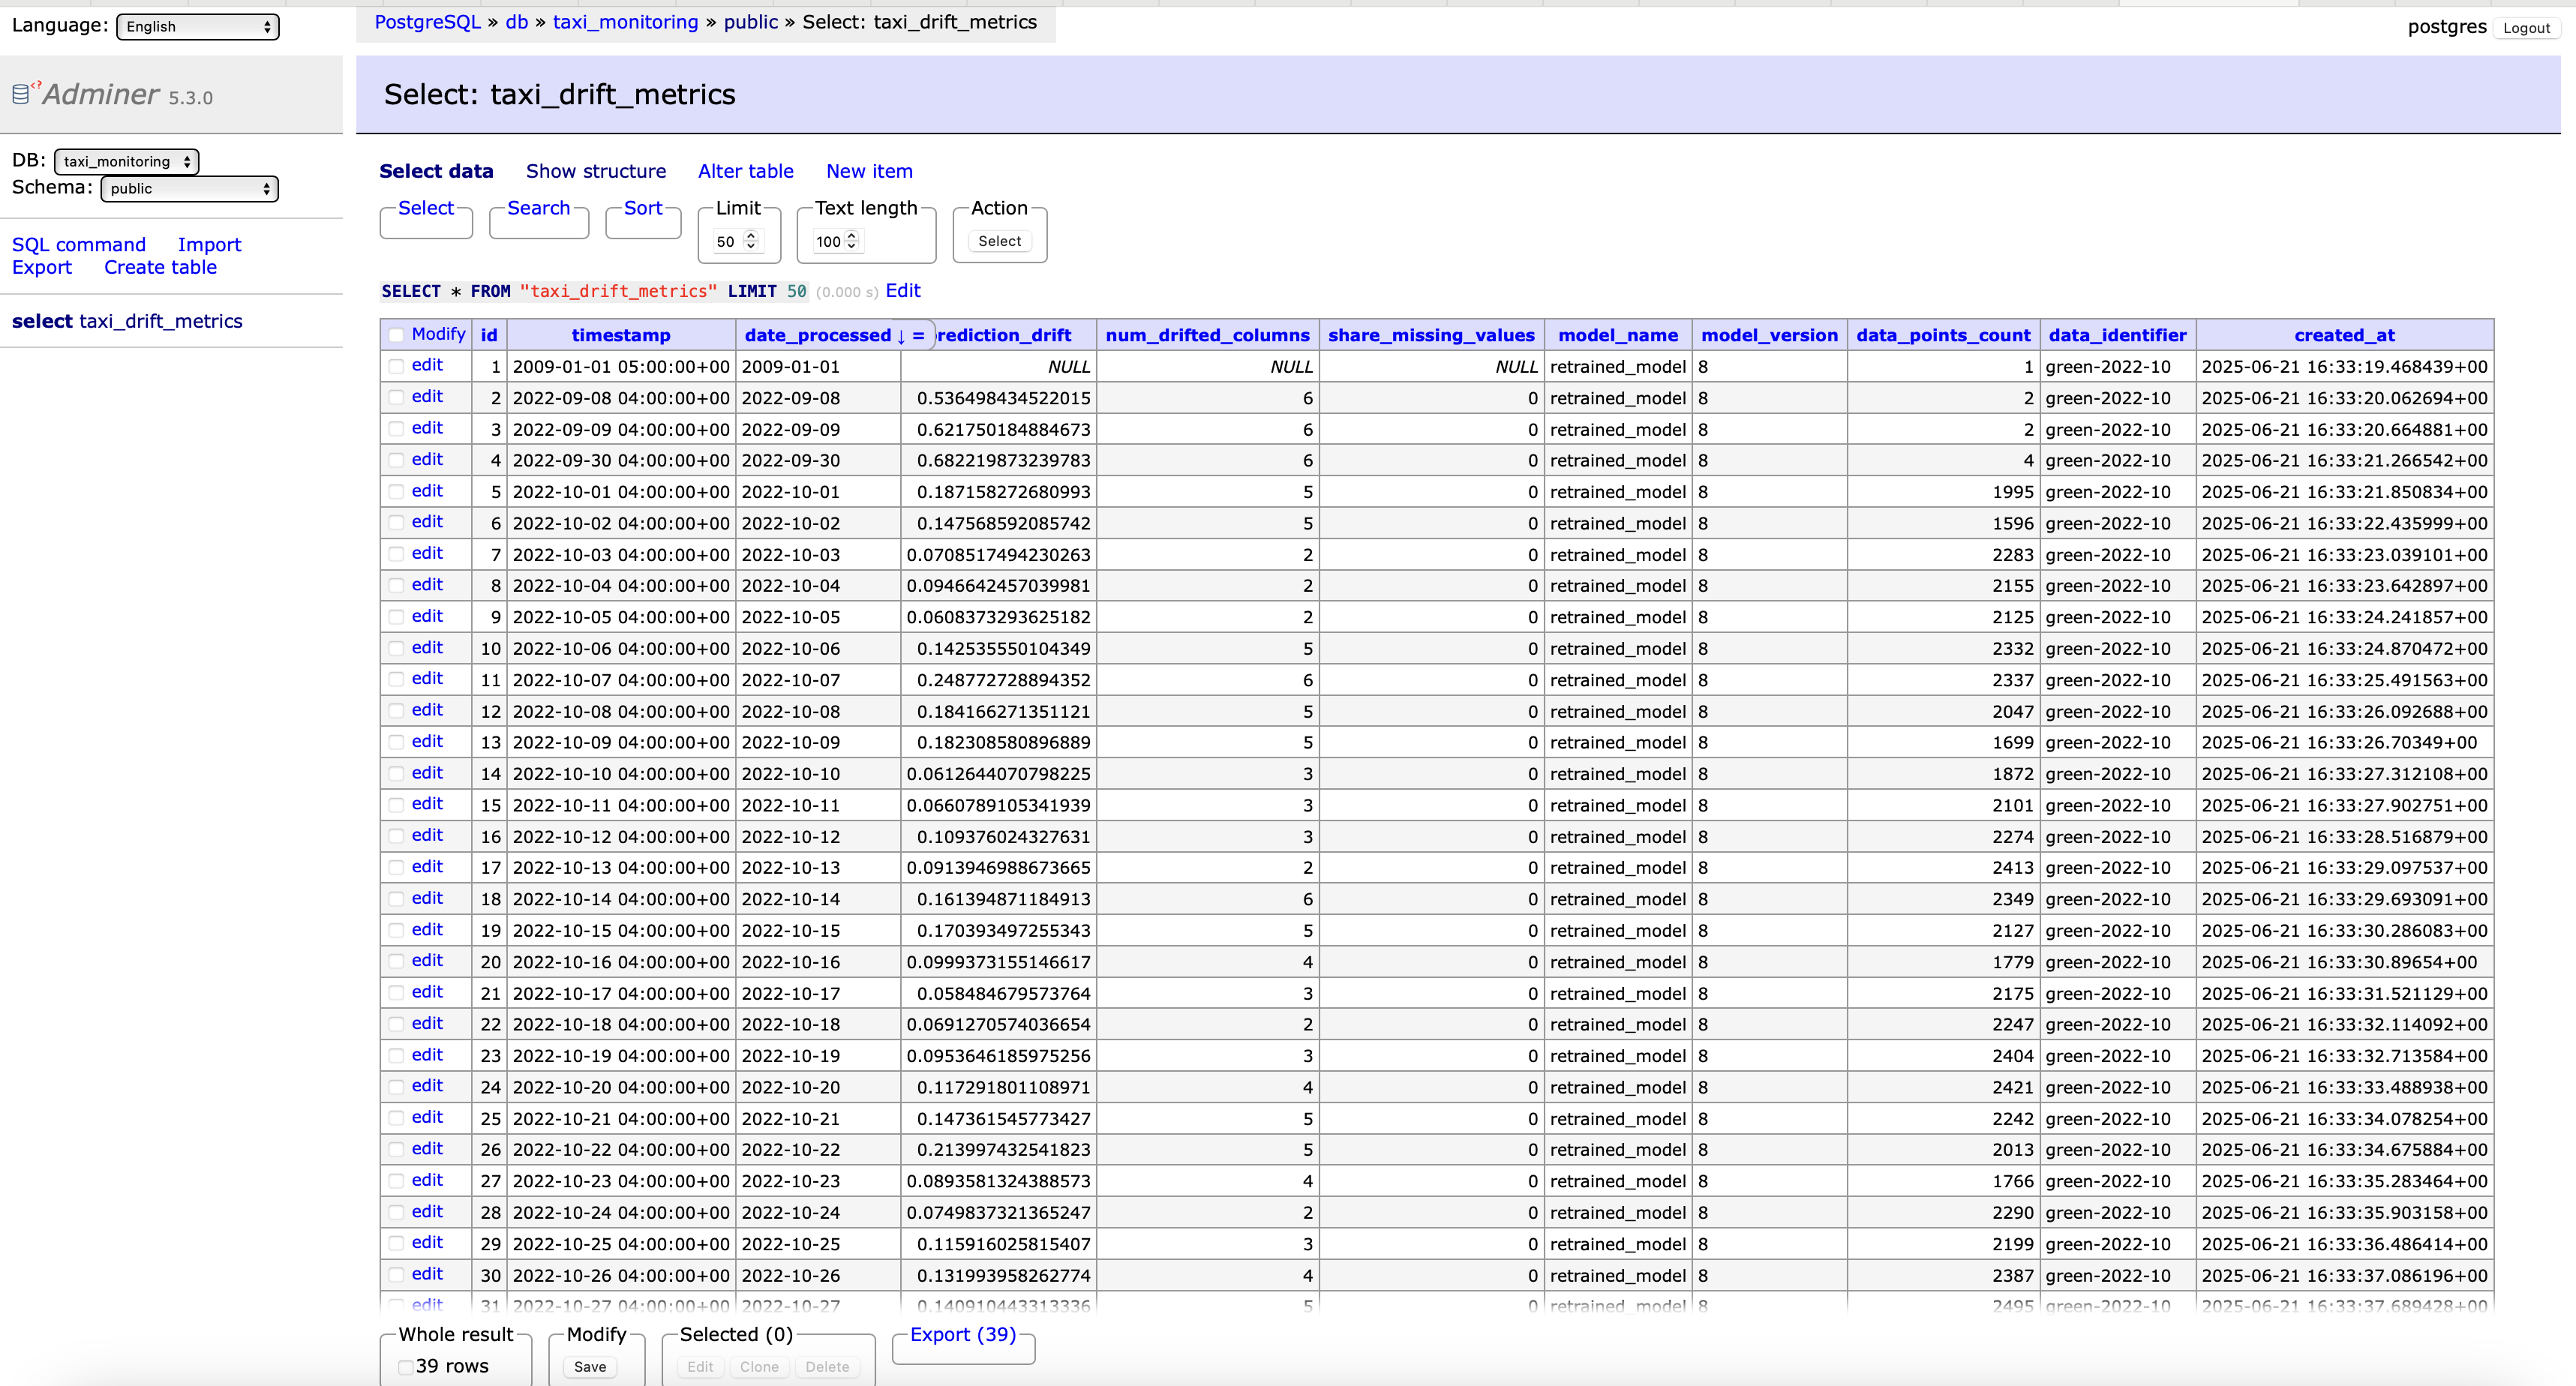 Language: English
PostgreSQL » db » taxi_monitoring » public » Select: taxi_drift_metrics
postgres Logout
Adminer 5.3.0
Select: taxi_drift_metrics
DB: taxi_monitoring
Schema: public
SQL command Import
Export Create table
select taxi_drift_metrics
Select data Show structure Alter table New item
Select Search Sort Limit Text length Action
50 100 Select
SELECT * FROM "taxi_drift_metrics" LIMIT 50 (0.000 s) Edit
Modify id timestamp date_processed ↓ = rediction_drift num_drifted_columns share_missing_values model_name model_version data_points_count data_identifier created_at
edit 1 2009-01-01 05:00:00+00 2009-01-01 NULL NULL NULL retrained_model 8 1 green-2022-10 2025-06-21 16:33:19.468439+00
edit 2 2022-09-08 04:00:00+00 2022-09-08 0.536498434522015 6 0 retrained_model 8 2 green-2022-10 2025-06-21 16:33:20.062694+00
edit 3 2022-09-09 04:00:00+00 2022-09-09 0.621750184884673 6 0 retrained_model 8 2 green-2022-10 2025-06-21 16:33:20.664881+00
edit 4 2022-09-30 04:00:00+00 2022-09-30 0.682219873239783 6 0 retrained_model 8 4 green-2022-10 2025-06-21 16:33:21.266542+00
edit 5 2022-10-01 04:00:00+00 2022-10-01 0.187158272680993 5 0 retrained_model 8 1995 green-2022-10 2025-06-21 16:33:21.850834+00
edit 6 2022-10-02 04:00:00+00 2022-10-02 0.147568592085742 5 0 retrained_model 8 1596 green-2022-10 2025-06-21 16:33:22.435999+00
edit 7 2022-10-03 04:00:00+00 2022-10-03 0.0708517494230263 2 0 retrained_model 8 2283 green-2022-10 2025-06-21 16:33:23.039101+00
edit 8 2022-10-04 04:00:00+00 2022-10-04 0.0946642457039981 2 0 retrained_model 8 2155 green-2022-10 2025-06-21 16:33:23.642897+00
edit 9 2022-10-05 04:00:00+00 2022-10-05 0.0608373293625182 2 0 retrained_model 8 2125 green-2022-10 2025-06-21 16:33:24.241857+00
edit 10 2022-10-06 04:00:00+00 2022-10-06 0.142535550104349 5 0 retrained_model 8 2332 green-2022-10 2025-06-21 16:33:24.870472+00
edit 11 2022-10-07 04:00:00+00 2022-10-07 0.248772728894352 6 0 retrained_model 8 2337 green-2022-10 2025-06-21 16:33:25.491563+00
edit 12 2022-10-08 04:00:00+00 2022-10-08 0.184166271351121 5 0 retrained_model 8 2047 green-2022-10 2025-06-21 16:33:26.092688+00
edit 13 2022-10-09 04:00:00+00 2022-10-09 0.182308580896889 5 0 retrained_model 8 1699 green-2022-10 2025-06-21 16:33:26.70349+00
edit 14 2022-10-10 04:00:00+00 2022-10-10 0.0612644070798225 3 0 retrained_model 8 1872 green-2022-10 2025-06-21 16:33:27.312108+00
edit 15 2022-10-11 04:00:00+00 2022-10-11 0.0660789105341939 3 0 retrained_model 8 2101 green-2022-10 2025-06-21 16:33:27.902751+00
edit 16 2022-10-12 04:00:00+00 2022-10-12 0.109376024327631 3 0 retrained_model 8 2274 green-2022-10 2025-06-21 16:33:28.516879+00
edit 17 2022-10-13 04:00:00+00 2022-10-13 0.0913946988673665 2 0 retrained_model 8 2413 green-2022-10 2025-06-21 16:33:29.097537+00
edit 18 2022-10-14 04:00:00+00 2022-10-14 0.161394871184913 6 0 retrained_model 8 2349 green-2022-10 2025-06-21 16:33:29.693091+00
edit 19 2022-10-15 04:00:00+00 2022-10-15 0.170393497255343 5 0 retrained_model 8 2127 green-2022-10 2025-06-21 16:33:30.286083+00
edit 20 2022-10-16 04:00:00+00 2022-10-16 0.0999373155146617 4 0 retrained_model 8 1779 green-2022-10 2025-06-21 16:33:30.89654+00
edit 21 2022-10-17 04:00:00+00 2022-10-17 0.058484679573764 3 0 retrained_model 8 2175 green-2022-10 2025-06-21 16:33:31.521129+00
edit 22 2022-10-18 04:00:00+00 2022-10-18 0.0691270574036654 2 0 retrained_model 8 2247 green-2022-10 2025-06-21 16:33:32.114092+00
edit 23 2022-10-19 04:00:00+00 2022-10-19 0.0953646185975256 3 0 retrained_model 8 2404 green-2022-10 2025-06-21 16:33:32.713584+00
edit 24 2022-10-20 04:00:00+00 2022-10-20 0.117291801108971 4 0 retrained_model 8 2421 green-2022-10 2025-06-21 16:33:33.488938+00
edit 25 2022-10-21 04:00:00+00 2022-10-21 0.147361545773427 5 0 retrained_model 8 2242 green-2022-10 2025-06-21 16:33:34.078254+00
edit 26 2022-10-22 04:00:00+00 2022-10-22 0.213997432541823 5 0 retrained_model 8 2013 green-2022-10 2025-06-21 16:33:34.675884+00
edit 27 2022-10-23 04:00:00+00 2022-10-23 0.0893581324388573 4 0 retrained_model 8 1766 green-2022-10 2025-06-21 16:33:35.283464+00
edit 28 2022-10-24 04:00:00+00 2022-10-24 0.0749837321365247 2 0 retrained_model 8 2290 green-2022-10 2025-06-21 16:33:35.903158+00
edit 29 2022-10-25 04:00:00+00 2022-10-25 0.115916025815407 3 0 retrained_model 8 2199 green-2022-10 2025-06-21 16:33:36.486414+00
edit 30 2022-10-26 04:00:00+00 2022-10-26 0.131993958262774 4 0 retrained_model 8 2387 green-2022-10 2025-06-21 16:33:37.086196+00
edit 31 2022-10-27 04:00:00+00 2022-10-27 0.140910443313336 5 0 retrained_model 8 2495 green-2022-10 2025-06-21 16:33:37.689428+00
Whole result Modify Selected (0) Export (39)
39 rows Save Edit Clone Delete